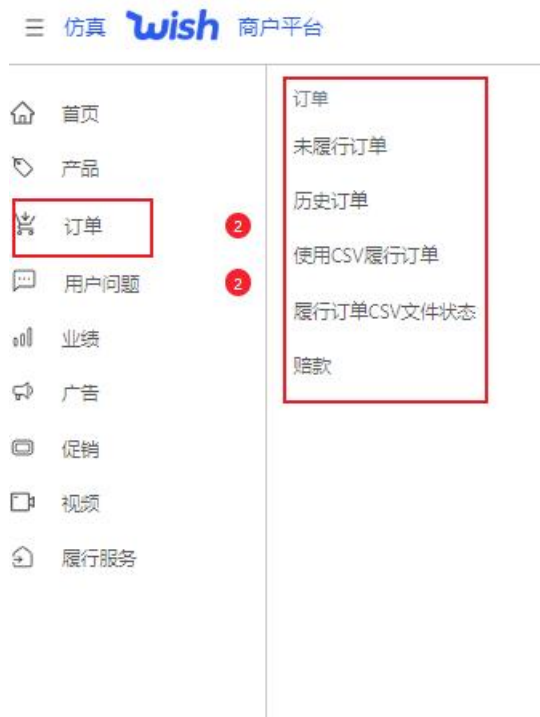 仿真 wish 商户平台
首页
产品
订单 2
用户问题 2
业绩
广告
促销
视频
履行服务
订单
未履行订单
历史订单
使用CSV履行订单
履行订单CSV文件状态
赔款